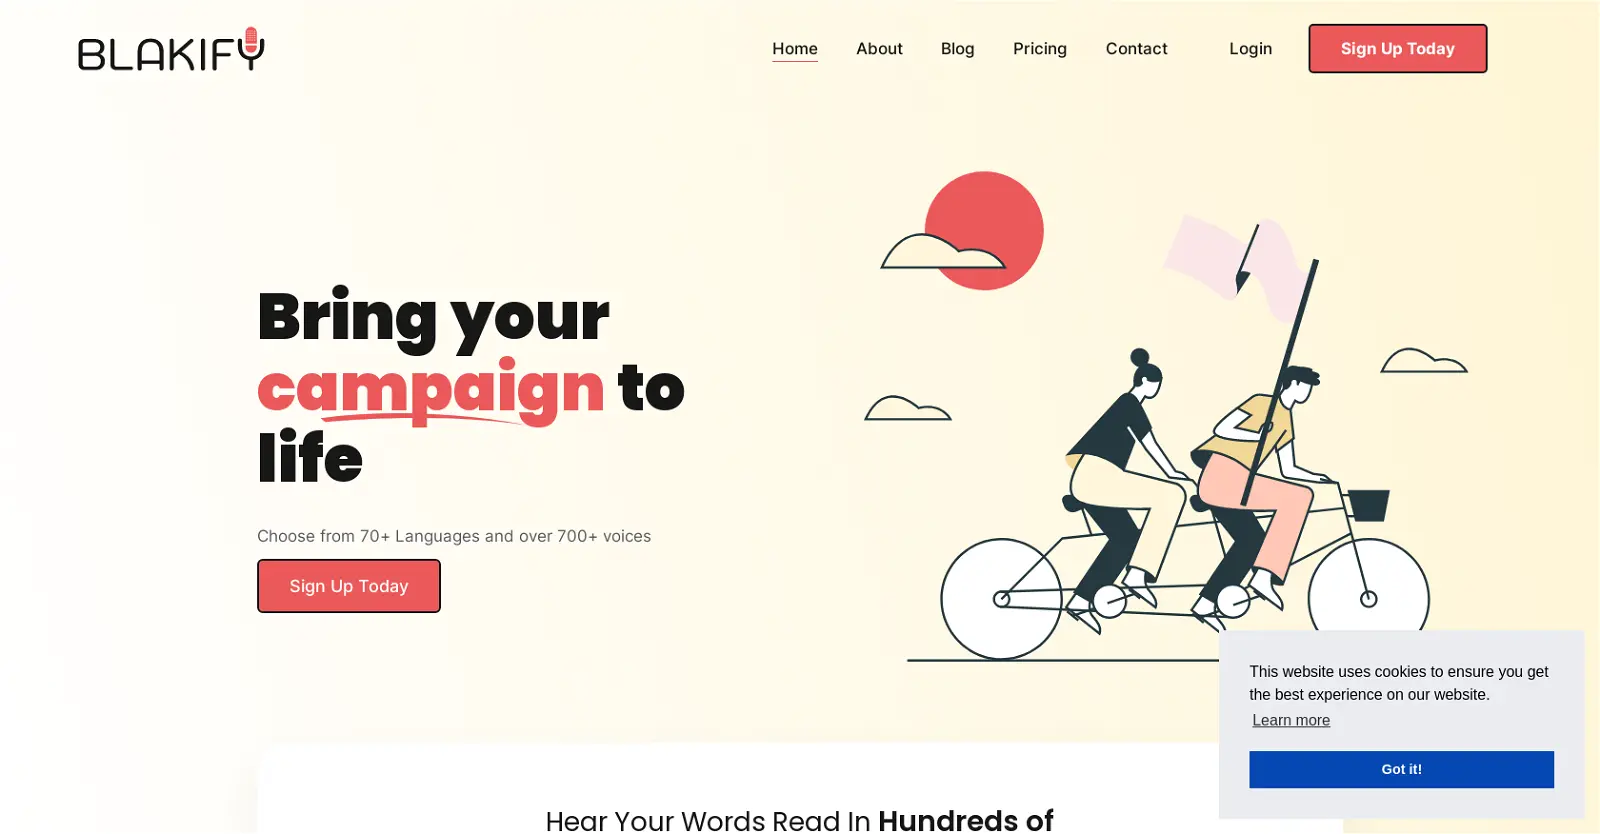 BLAKIFY
Home About Blog Pricing Contact Login Sign Up Today
Bring your
campaign to
life
Choose from 70+ Languages and over 700+ voices
Sign Up Today
This website uses cookies to ensure you get
the best experience on our website.
Learn more
Got it!
Hear Your Words Read In Hundreds of